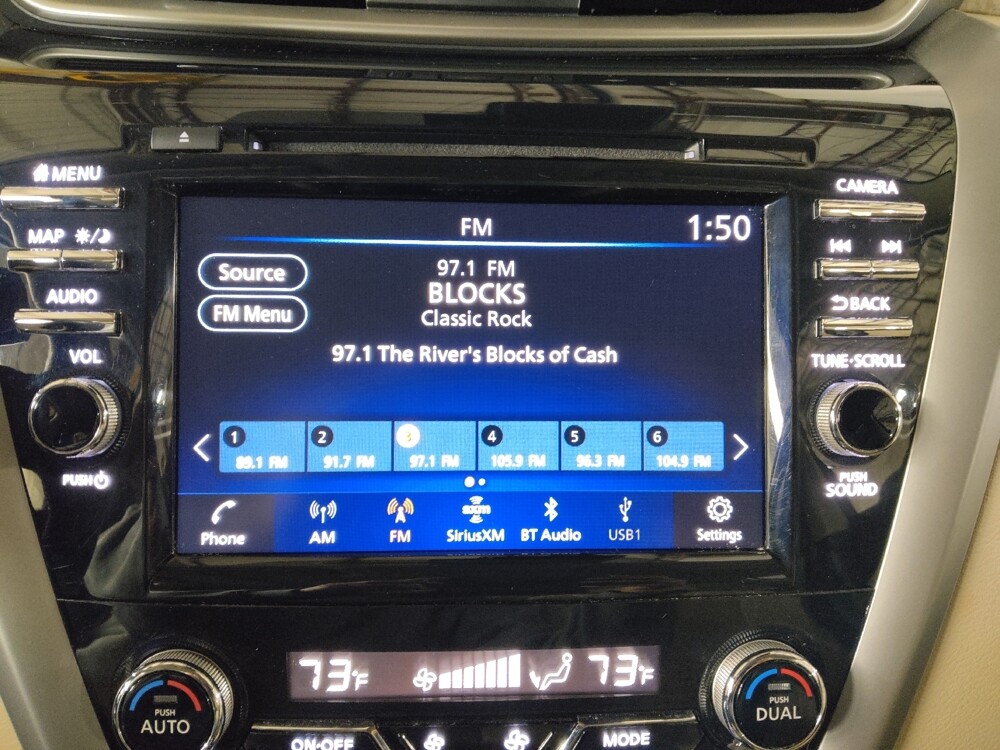 MENU
CAMERA
FM
1:50
MAP
Source
97.1 FM
BLOCKS
Classic Rock
AUDIO
BACK
FM Menu
97.1 The River's Blocks of Cash
VOL
TUNE·SCROLL
1
2
3
4
5
6
89.1 FM
91.7 FM
97.1 FM
105.9 FM
96.3 FM
104.9 FM
PUSH
PUSH
SOUND
Phone
AM
FM
sxm
SiriusXM
BT Audio
USB1
Settings
73°F
73°F
PUSH
AUTO
PUSH
DUAL
ON·OFF
MODE